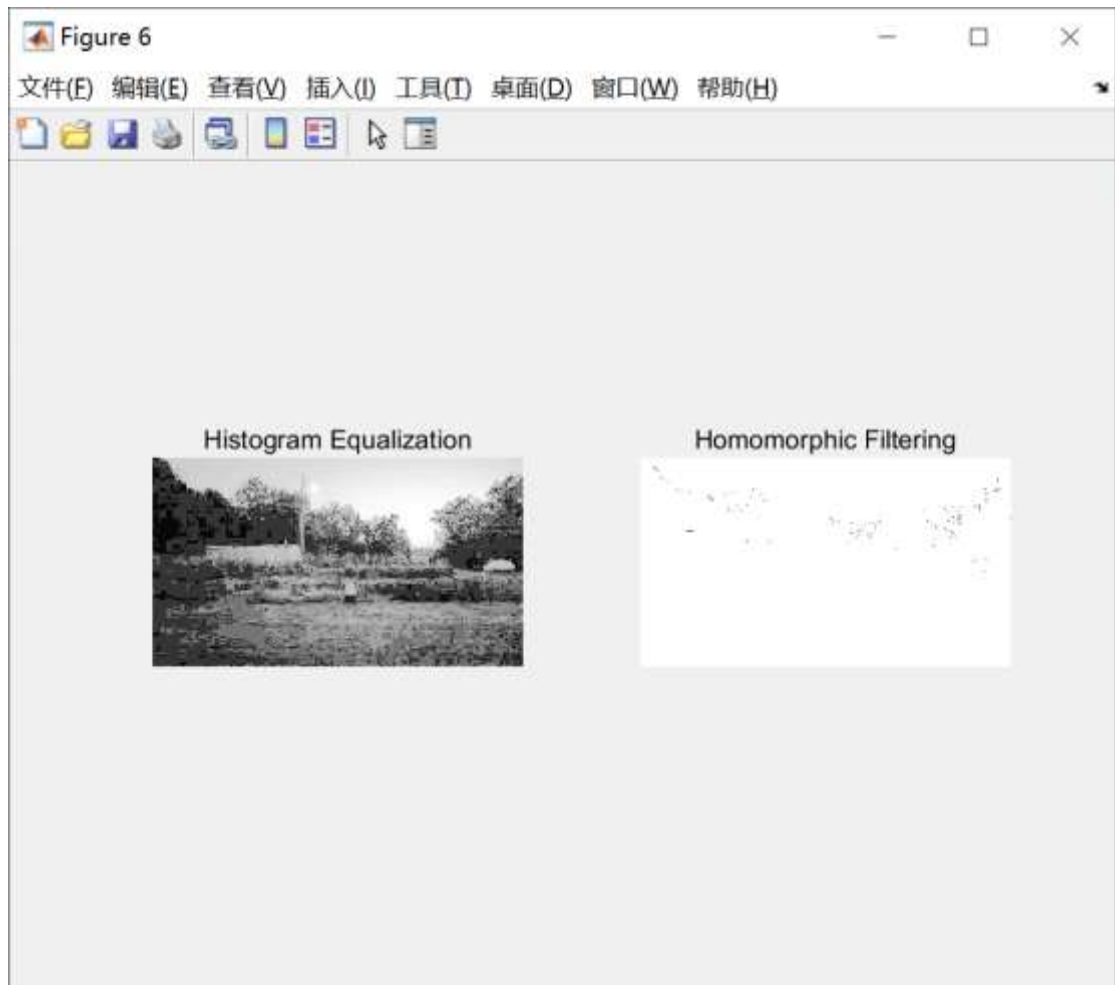 Figure 6
文件(F) 编辑(E) 查看(V) 插入(I) 工具(T) 桌面(D) 窗口(W) 帮助(H)
Histogram Equalization
Homomorphic Filtering